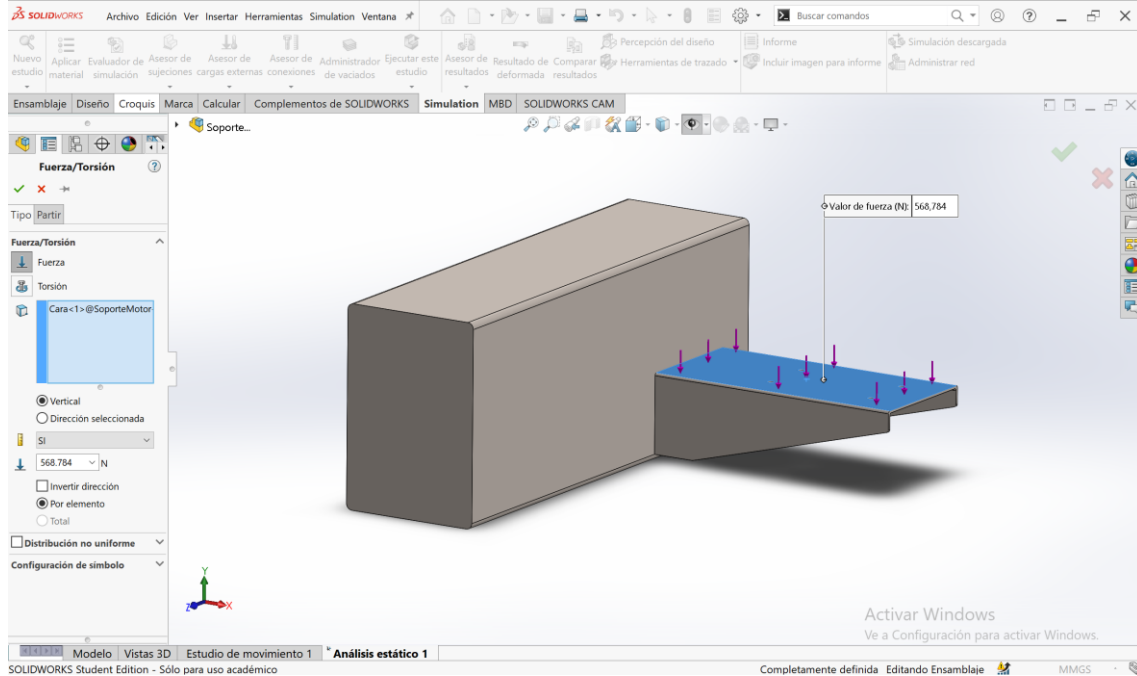 SOLIDWORKS Archivo Edición Ver Insertar Herramientas Simulation Ventana Buscar comandos
Nuevo estudio
Aplicar material
Evaluador de simulación
Asesor de sujeciones
Asesor de cargas externas
Asesor de conexiones
Administrador de vaciados
Ejecutar este estudio
Asesor de resultados
Resultado de deformada
Comparar resultados
Percepción del diseño
Herramientas de trazado
Informe
Incluir imagen para informe
Simulación descargada
Administrar red
Ensamblaje Diseño Croquis Marca Calcular Complementos de SOLIDWORKS Simulation MBD SOLIDWORKS CAM
Soporte...
Fuerza/Torsión
Tipo Partir
Fuerza/Torsión
Fuerza
Torsión
Cara<1>@SoporteMotor
Vertical
Dirección seleccionada
SI
568.784 N
Invertir dirección
Por elemento
Total
Distribución no uniforme
Configuración de símbolo
Valor de fuerza (N): 568,784
Y
Z X
Activar Windows
Ve a Configuración para activar Windows.
Modelo Vistas 3D Estudio de movimiento 1 Análisis estático 1
SOLIDWORKS Student Edition - Sólo para uso académico Completamente definida Editando Ensamblaje MMGS